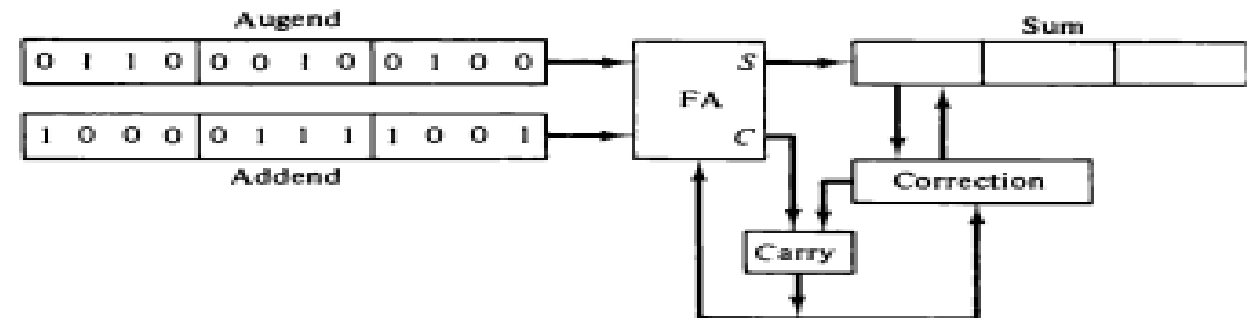 Augend
0 1 1 0 0 0 1 0 0 1 0 0
1 0 0 0 0 1 1 1 1 0 0 1
Addend
FA
S
C
Sum
Correction
Carry